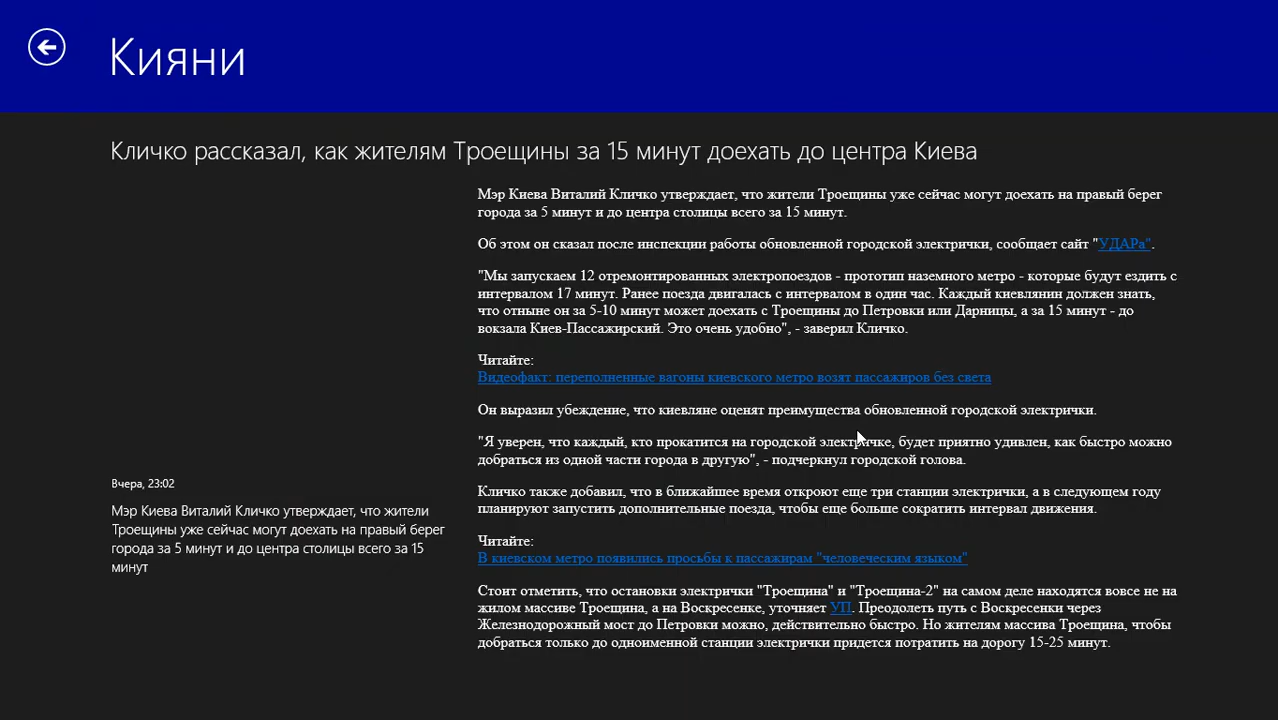 Кияни
Кличко рассказал, как жителям Троещины за 15 минут доехать до центра Киева
Вчера, 23:02
Мэр Киева Виталий Кличко утверждает, что жители
Троещины уже сейчас могут доехать на правый берег
города за 5 минут и до центра столицы всего за 15
минут
Мэр Киева Виталий Кличко утверждает, что жители Троещины уже сейчас могут доехать на правый берег
города за 5 минут и до центра столицы всего за 15 минут.
Об этом он сказал после инспекции работы обновленной городской электрички, сообщает сайт "УДАРа".
"Мы запускаем 12 отремонтированных электропоездов - прототип наземного метро - которые будут ездить с
интервалом 17 минут. Ранее поезда двигалась с интервалом в один час. Каждый киевлянин должен знать,
что отныне он за 5-10 минут может доехать с Троещины до Петровки или Дарницы, а за 15 минут - до
вокзала Киев-Пассажирский. Это очень удобно", - заверил Кличко.
Читайте:
Видеофакт: переполненные вагоны киевского метро возят пассажиров без света
Он выразил убеждение, что киевляне оценят преимущества обновленной городской электрички.
"Я уверен, что каждый, кто прокатится на городской электричке, будет приятно удивлен, как быстро можно
добраться из одной части города в другую", - подчеркнул городской голова.
Кличко также добавил, что в ближайшее время откроют еще три станции электрички, а в следующем году
планируют запустить дополнительные поезда, чтобы еще больше сократить интервал движения.
Читайте:
В киевском метро появились просьбы к пассажирам "человеческим языком"
Стоит отметить, что остановки электрички "Троещина" и "Троещина-2" на самом деле находятся вовсе не на
жилом массиве Троещина, а на Воскресенке, уточняет УП. Преодолеть путь с Воскресенки через
Железнодорожный мост до Петровки можно, действительно быстро. Но жителям массива Троещина, чтобы
добраться только до одноименной станции электрички придется потратить на дорогу 15-25 минут.